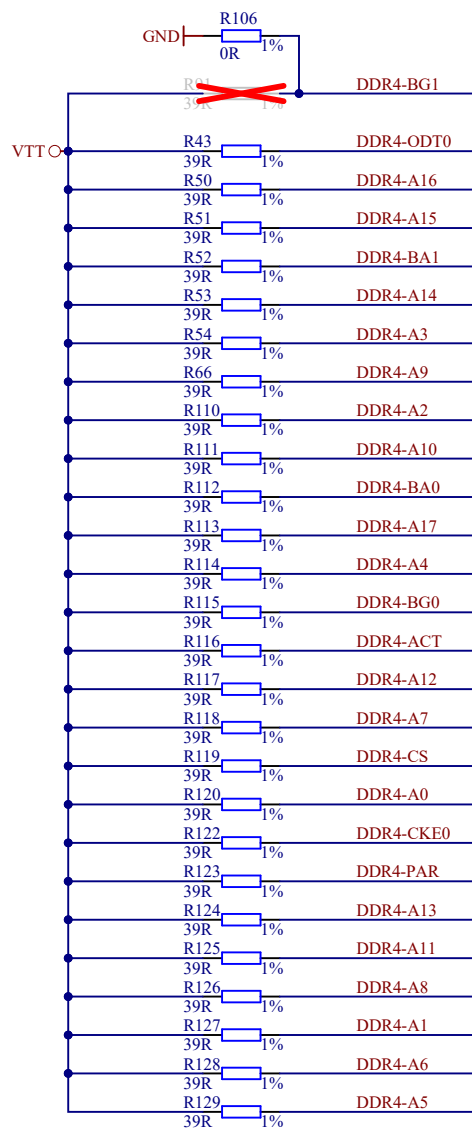 R106
GND
0R 1%
R91 DDR4-BG1
39R 1%
R43 DDR4-ODT0
VTT
39R 1%
R50 DDR4-A16
39R 1%
R51 DDR4-A15
39R 1%
R52 DDR4-BA1
39R 1%
R53 DDR4-A14
39R 1%
R54 DDR4-A3
39R 1%
R66 DDR4-A9
39R 1%
R110 DDR4-A2
39R 1%
R111 DDR4-A10
39R 1%
R112 DDR4-BA0
39R 1%
R113 DDR4-A17
39R 1%
R114 DDR4-A4
39R 1%
R115 DDR4-BG0
39R 1%
R116 DDR4-ACT
39R 1%
R117 DDR4-A12
39R 1%
R118 DDR4-A7
39R 1%
R119 DDR4-CS
39R 1%
R120 DDR4-A0
39R 1%
R122 DDR4-CKE0
39R 1%
R123 DDR4-PAR
39R 1%
R124 DDR4-A13
39R 1%
R125 DDR4-A11
39R 1%
R126 DDR4-A8
39R 1%
R127 DDR4-A1
39R 1%
R128 DDR4-A6
39R 1%
R129 DDR4-A5
39R 1%